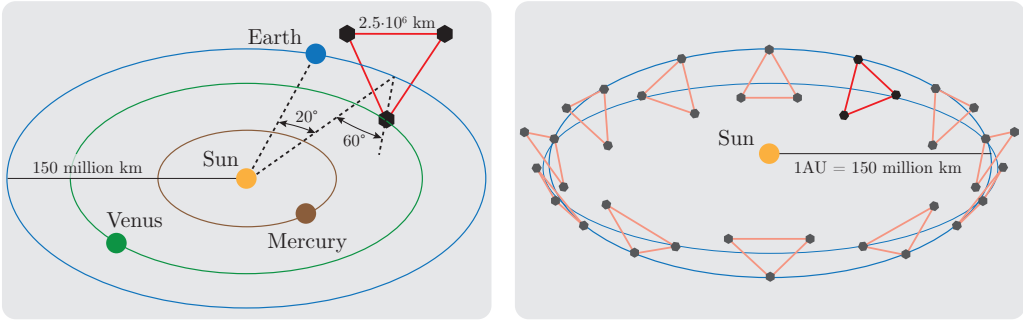 2.5·10⁶ km
Earth
20°
60°
Sun
150 million km
Venus
Mercury
Sun
1AU = 150 million km